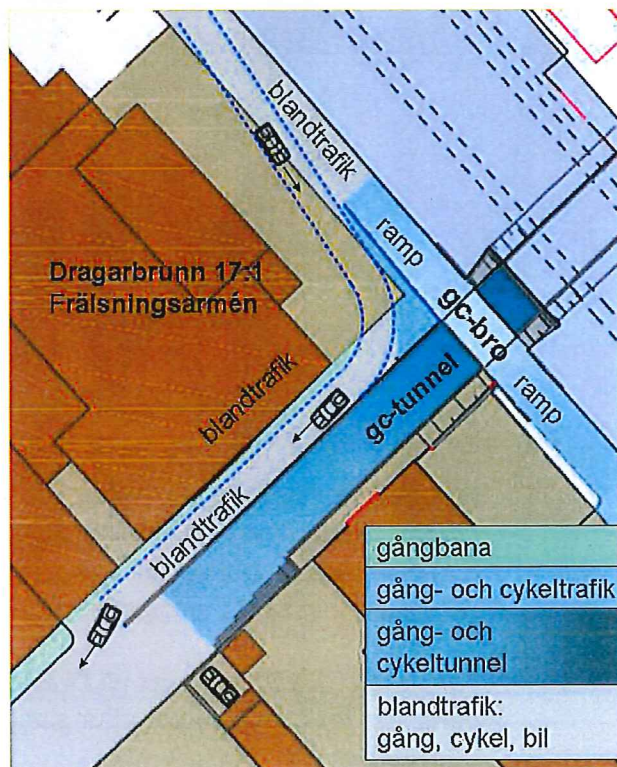 blandtrafik
ramp
Dragarbrunn 17:1
Frälsningsarmén
gc-bro
blandtrafik
gc-tunnel
ramp
blandtrafik
gångbana
gång- och cykeltrafik
gång- och
cykeltunnel
blandtrafik:
gång, cykel, bil